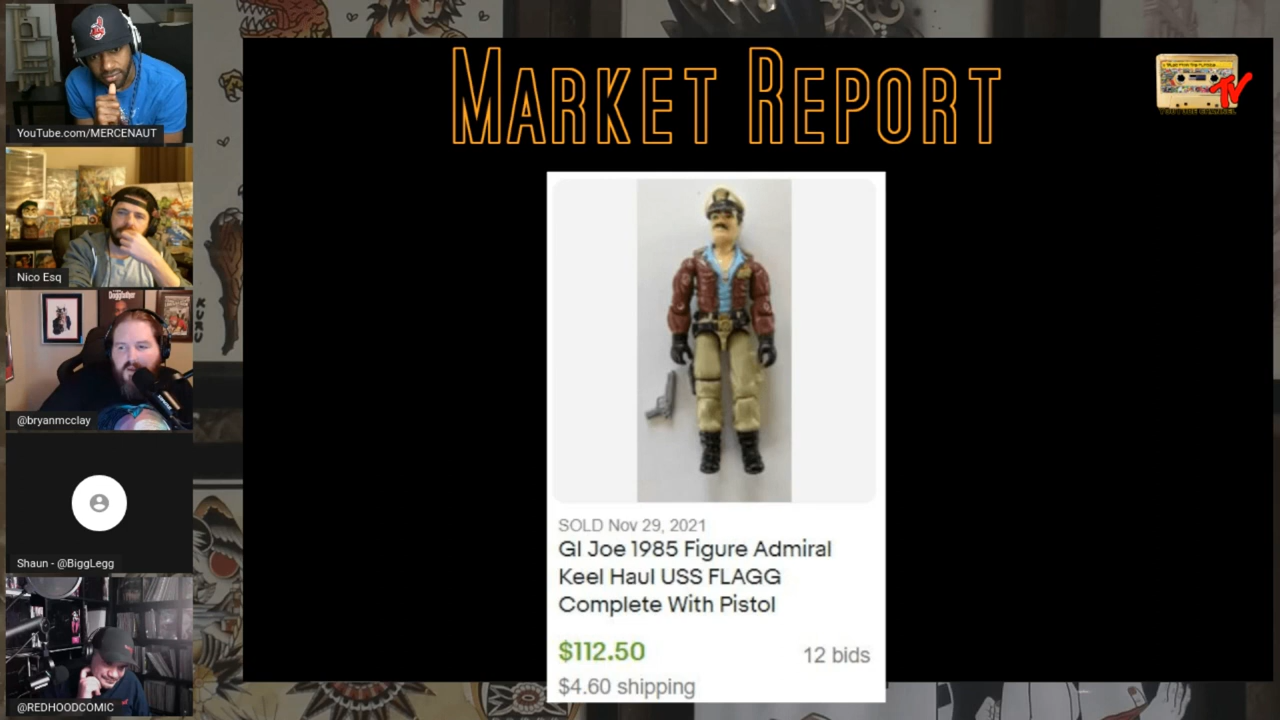 MARKET REPORT
TV
YouTube.com/MERCENAUT
Nico Esq
@bryanmcclay
Shaun - @BiggLegg
@REDHOODCOMIC
SOLD Nov 29, 2021
GI Joe 1985 Figure Admiral
Keel Haul USS FLAGG
Complete With Pistol
$112.50
12 bids
$4.60 shipping